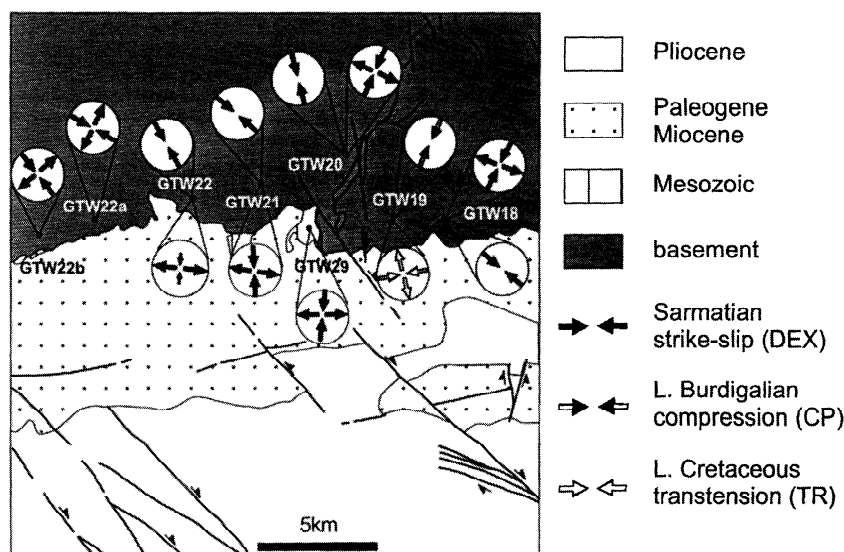 GTW22a
GTW22
GTW21
GTW20
GTW19
GTW18
GTW22b
GTW29
5km
Pliocene
Paleogene
Miocene
Mesozoic
basement
Sarmatian
strike-slip (DEX)
L. Burdigalian
compression (CP)
L. Cretaceous
transtension (TR)